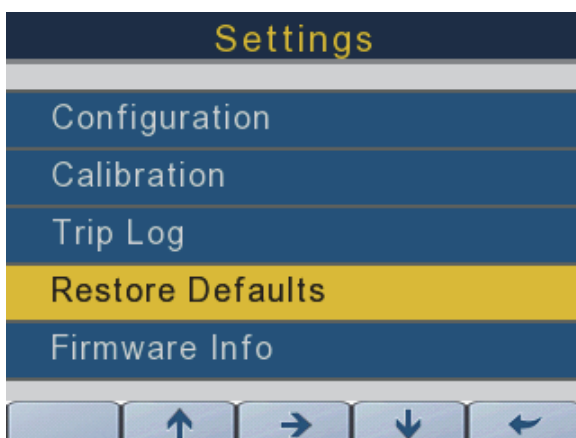 Settings
Configuration
Calibration
Trip Log
Restore Defaults
Firmware Info